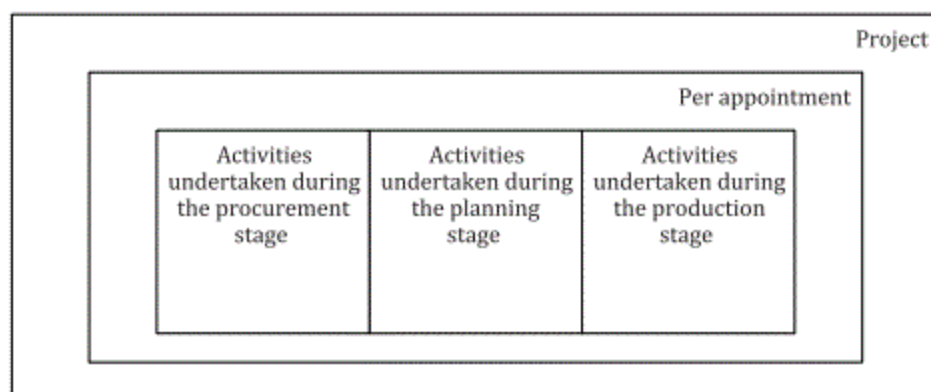 Project
Per appointment
Activities
undertaken during
the procurement
stage
Activities
undertaken during
the planning
stage
Activities
undertaken during
the production
stage